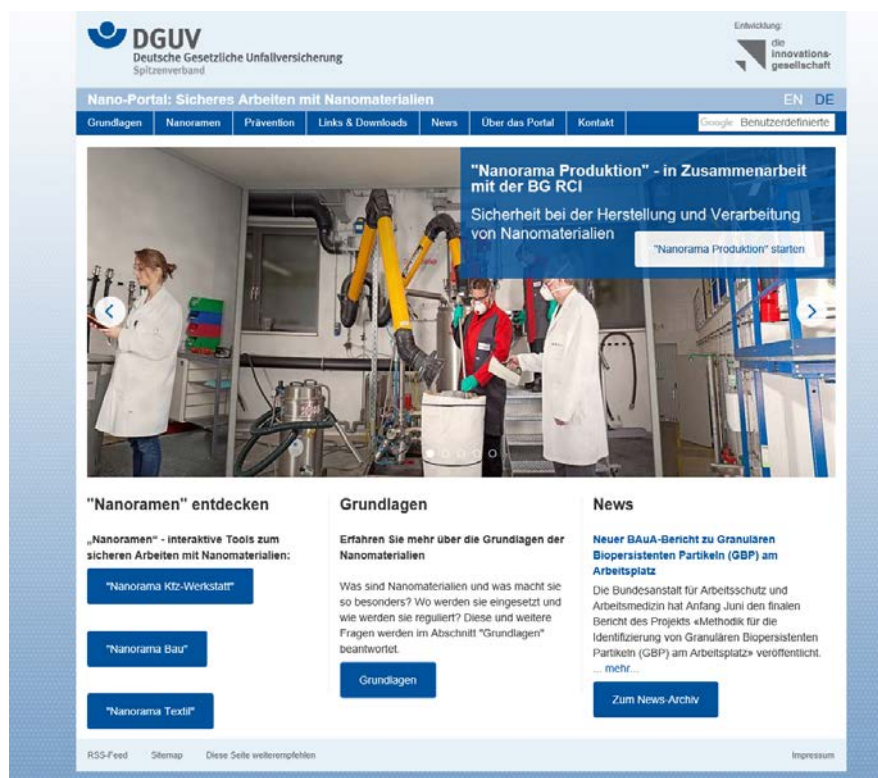 DGUV
Deutsche Gesetzliche Unfallversicherung
Spitzenverband
Entwicklung:
die
innovations-
gesellschaft
Nano-Portal: Sicheres Arbeiten mit Nanomaterialien
EN DE
Grundlagen Nanoramen Prävention Links & Downloads News Über das Portal Kontakt
Google Benutzerdefinierte
"Nanorama Produktion" - in Zusammenarbeit
mit der BG RCI
Sicherheit bei der Herstellung und Verarbeitung
von Nanomaterialien
"Nanorama Produktion" starten
"Nanoramen" entdecken
„Nanoramen“ - interaktive Tools zum
sicheren Arbeiten mit Nanomaterialien:
"Nanorama Kfz-Werkstatt"
"Nanorama Bau"
"Nanorama Textil"
Grundlagen
Erfahren Sie mehr über die Grundlagen der
Nanomaterialien
Was sind Nanomaterialien und was macht sie
so besonders? Wo werden sie eingesetzt und
wie werden sie reguliert? Diese und weitere
Fragen werden im Abschnitt "Grundlagen"
beantwortet.
Grundlagen
News
Neuer BAuA-Bericht zu Granulären
Biopersistenten Partikeln (GBP) am
Arbeitsplatz
Die Bundesanstalt für Arbeitsschutz und
Arbeitsmedizin hat Anfang Juni den finalen
Bericht des Projekts «Methodik für die
Identifizierung von Granulären Biopersistenten
Partikeln (GBP) am Arbeitsplatz» veröffentlicht.
... mehr...
Zum News-Archiv
RSS-Feed Sitemap Diese Seite weiterempfehlen
Impressum